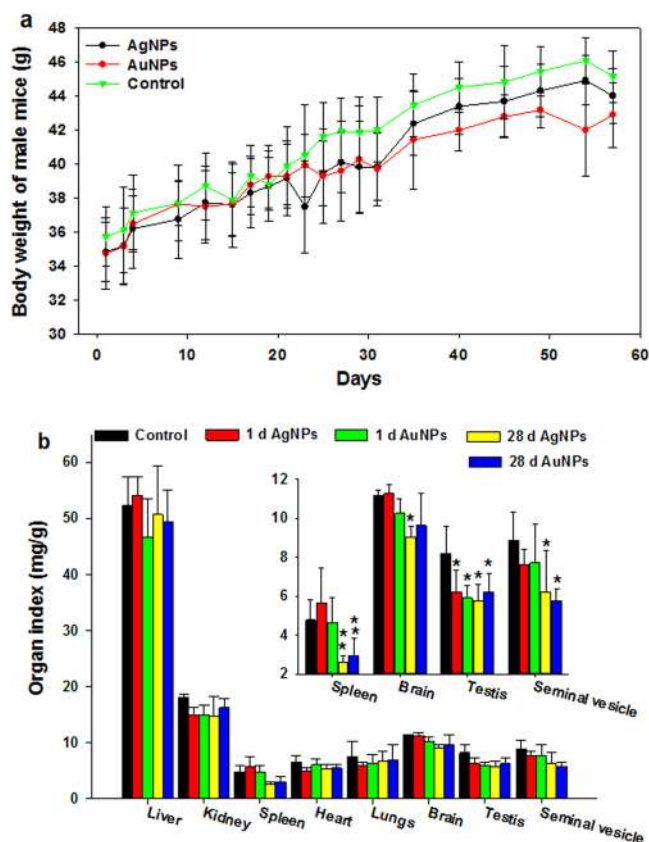 a
Body weight of male mice (g)
48
46
44
42
40
38
36
34
32
30
AgNPs
AuNPs
Control
0 10 20 30 40 50 60
Days
b
Control 1 d AgNPs 1 d AuNPs 28 d AgNPs
28 d AuNPs
Organ index (mg/g)
60
50
40
30
20
10
0
12
10
8
6
4
2
* * * * * * * * * *
Spleen Brain Testis Seminal vesicle
Liver Kidney Spleen Heart Lungs Brain Testis Seminal vesicle